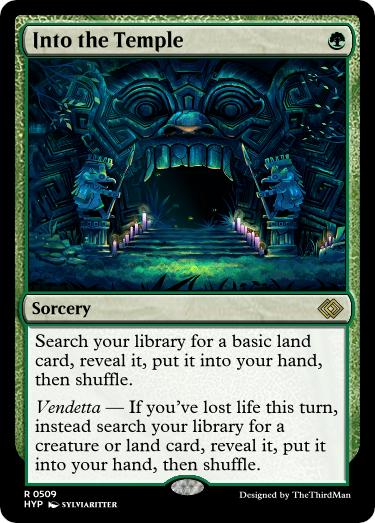 Into the Temple
Sorcery
Search your library for a basic land
card, reveal it, put it into your hand,
then shuffle.
Vendetta — If you've lost life this turn,
instead search your library for a
creature or land card, reveal it, put it
into your hand, then shuffle.
R 0509
HYP SYLVIARITTER
Designed by TheThirdMan